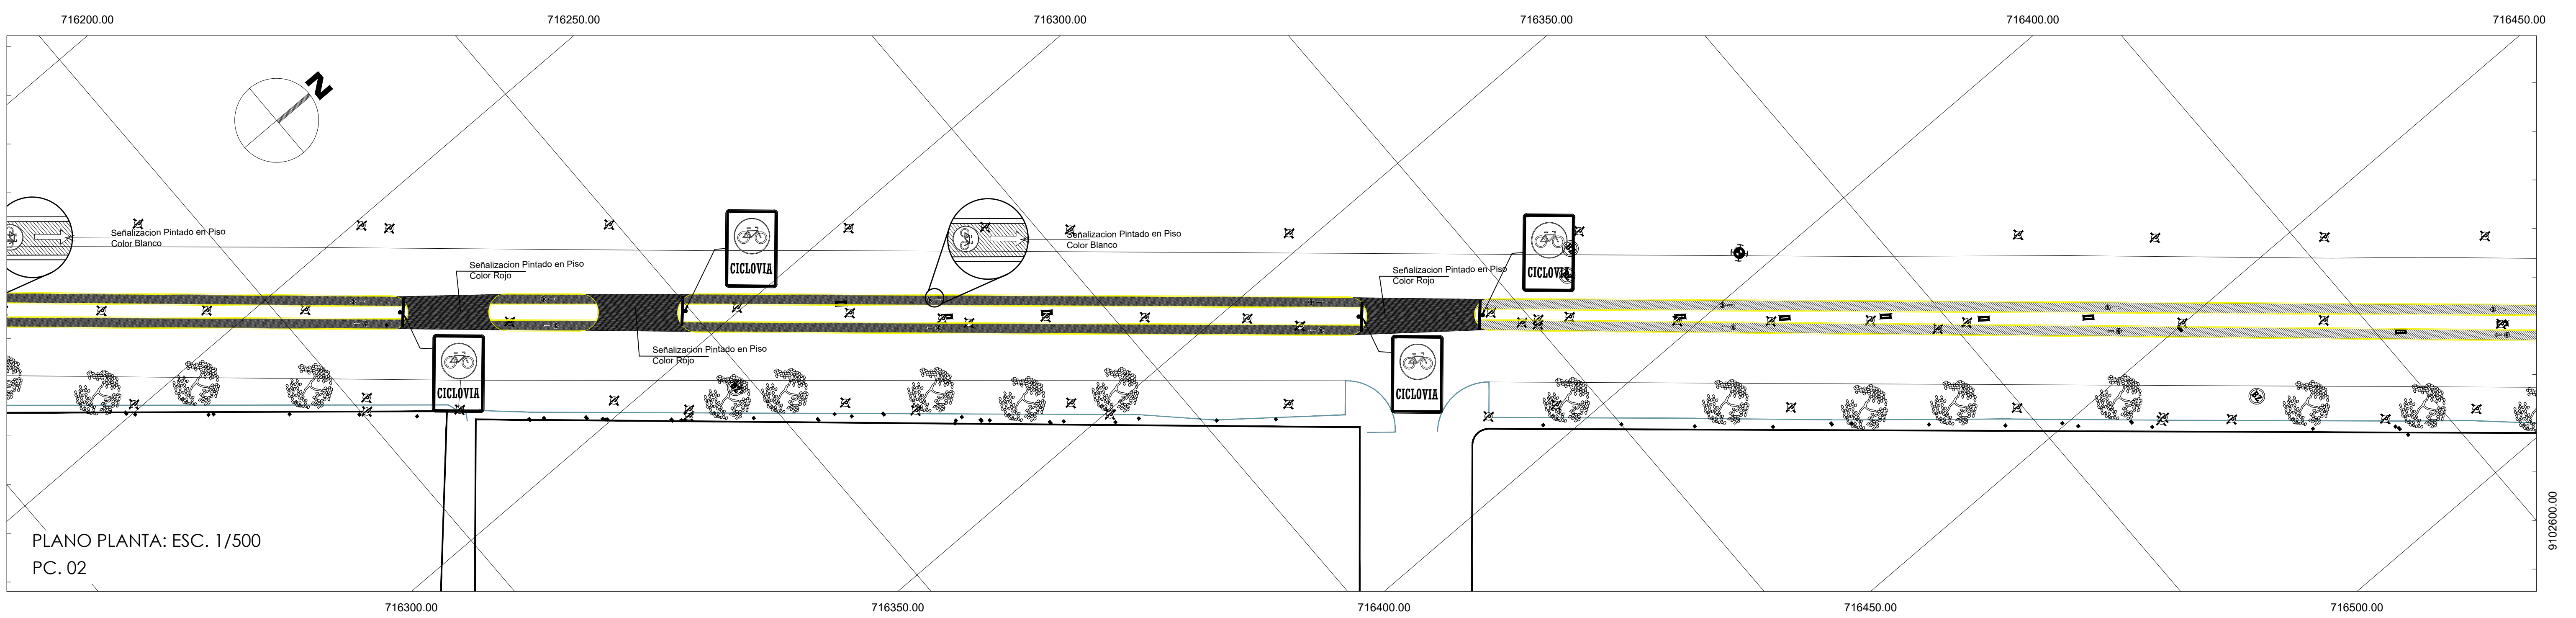 716200.00
716250.00
716300.00
716350.00
716400.00
716450.00
N
Señalizacion Pintado en Piso
Color Blanco
Señalizacion Pintado en Piso
Color Rojo
CICLOVIA
Señalizacion Pintado en Piso
Color Blanco
CICLOVIA
Señalizacion Pintado en Piso
Color Rojo
Señalizacion Pintado en Piso
Color Rojo
CICLOVIA
CICLOVIA
9102600.00
PLANO PLANTA: ESC. 1/500
PC. 02
716300.00
716350.00
716400.00
716450.00
716500.00